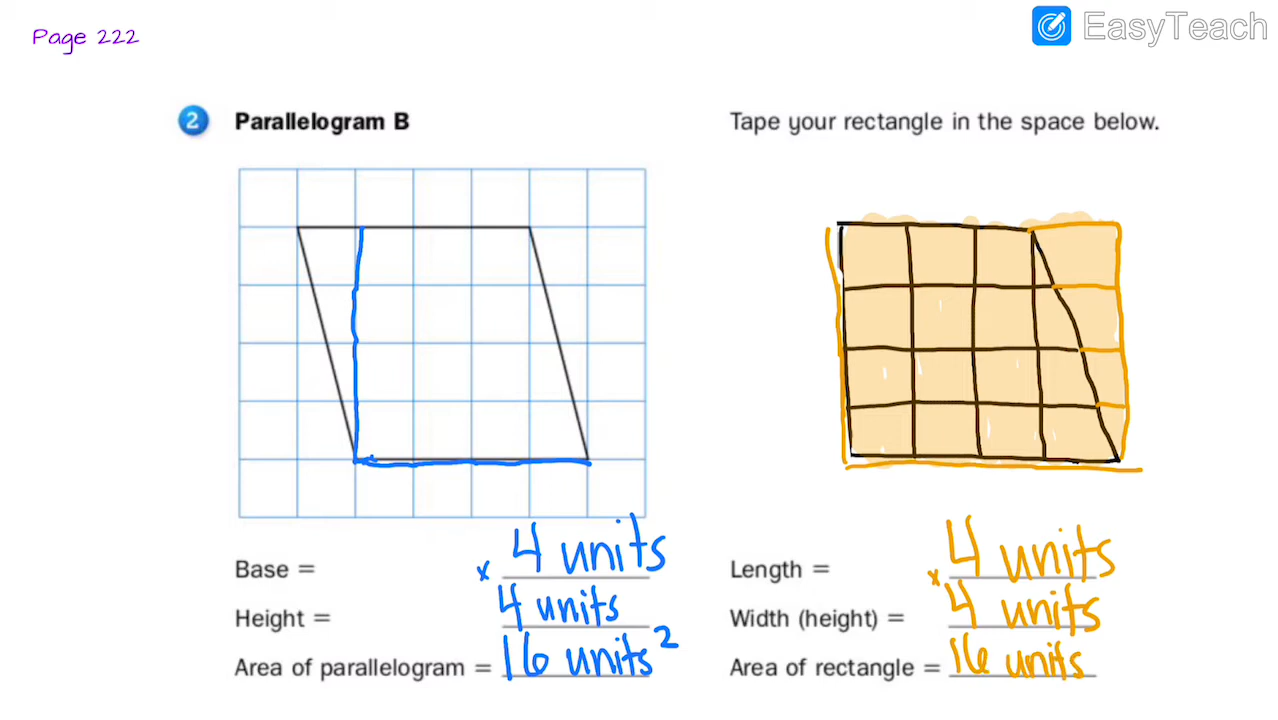 Page 222
EasyTeach
2 Parallelogram B
Tape your rectangle in the space below.
Base = x 4 units
Height = 4 units
Area of parallelogram = 16 units²
Length = x 4 units
Width (height) = 4 units
Area of rectangle = 16 units